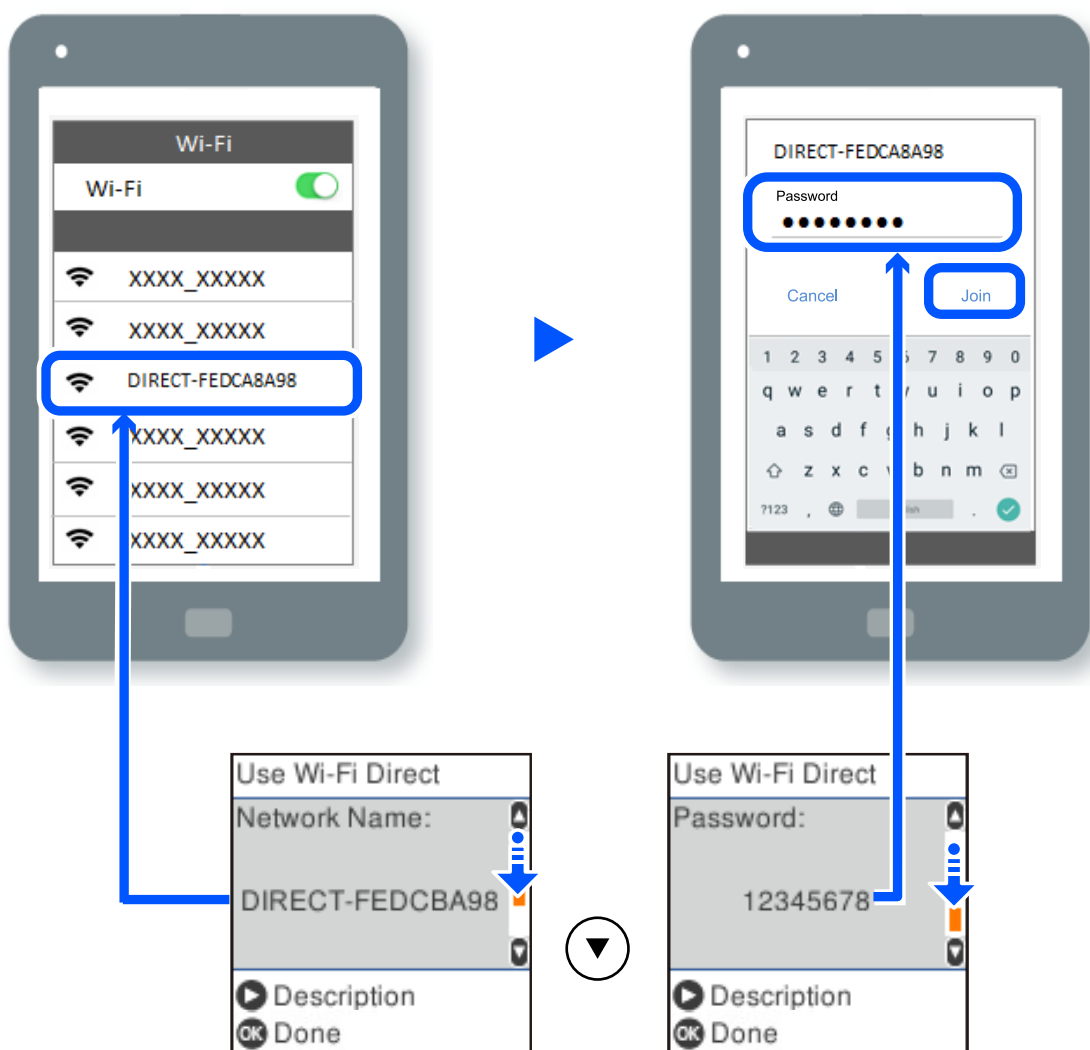 Wi-Fi
Wi-Fi
XXXX_XXXXX
XXXX_XXXXX
DIRECT-FEDCA8A98
XXXX_XXXXX
XXXX_XXXXX
XXXX_XXXXX
DIRECT-FEDCA8A98
Password
Cancel
Join
1 2 3 4 5 7 8 9 0
q w e r t u i o p
a s d f h j k l
z x c b n m
?123 , .
Use Wi-Fi Direct
Network Name:
DIRECT-FEDCBA98
Description
OK Done
Use Wi-Fi Direct
Password:
12345678
Description
OK Done